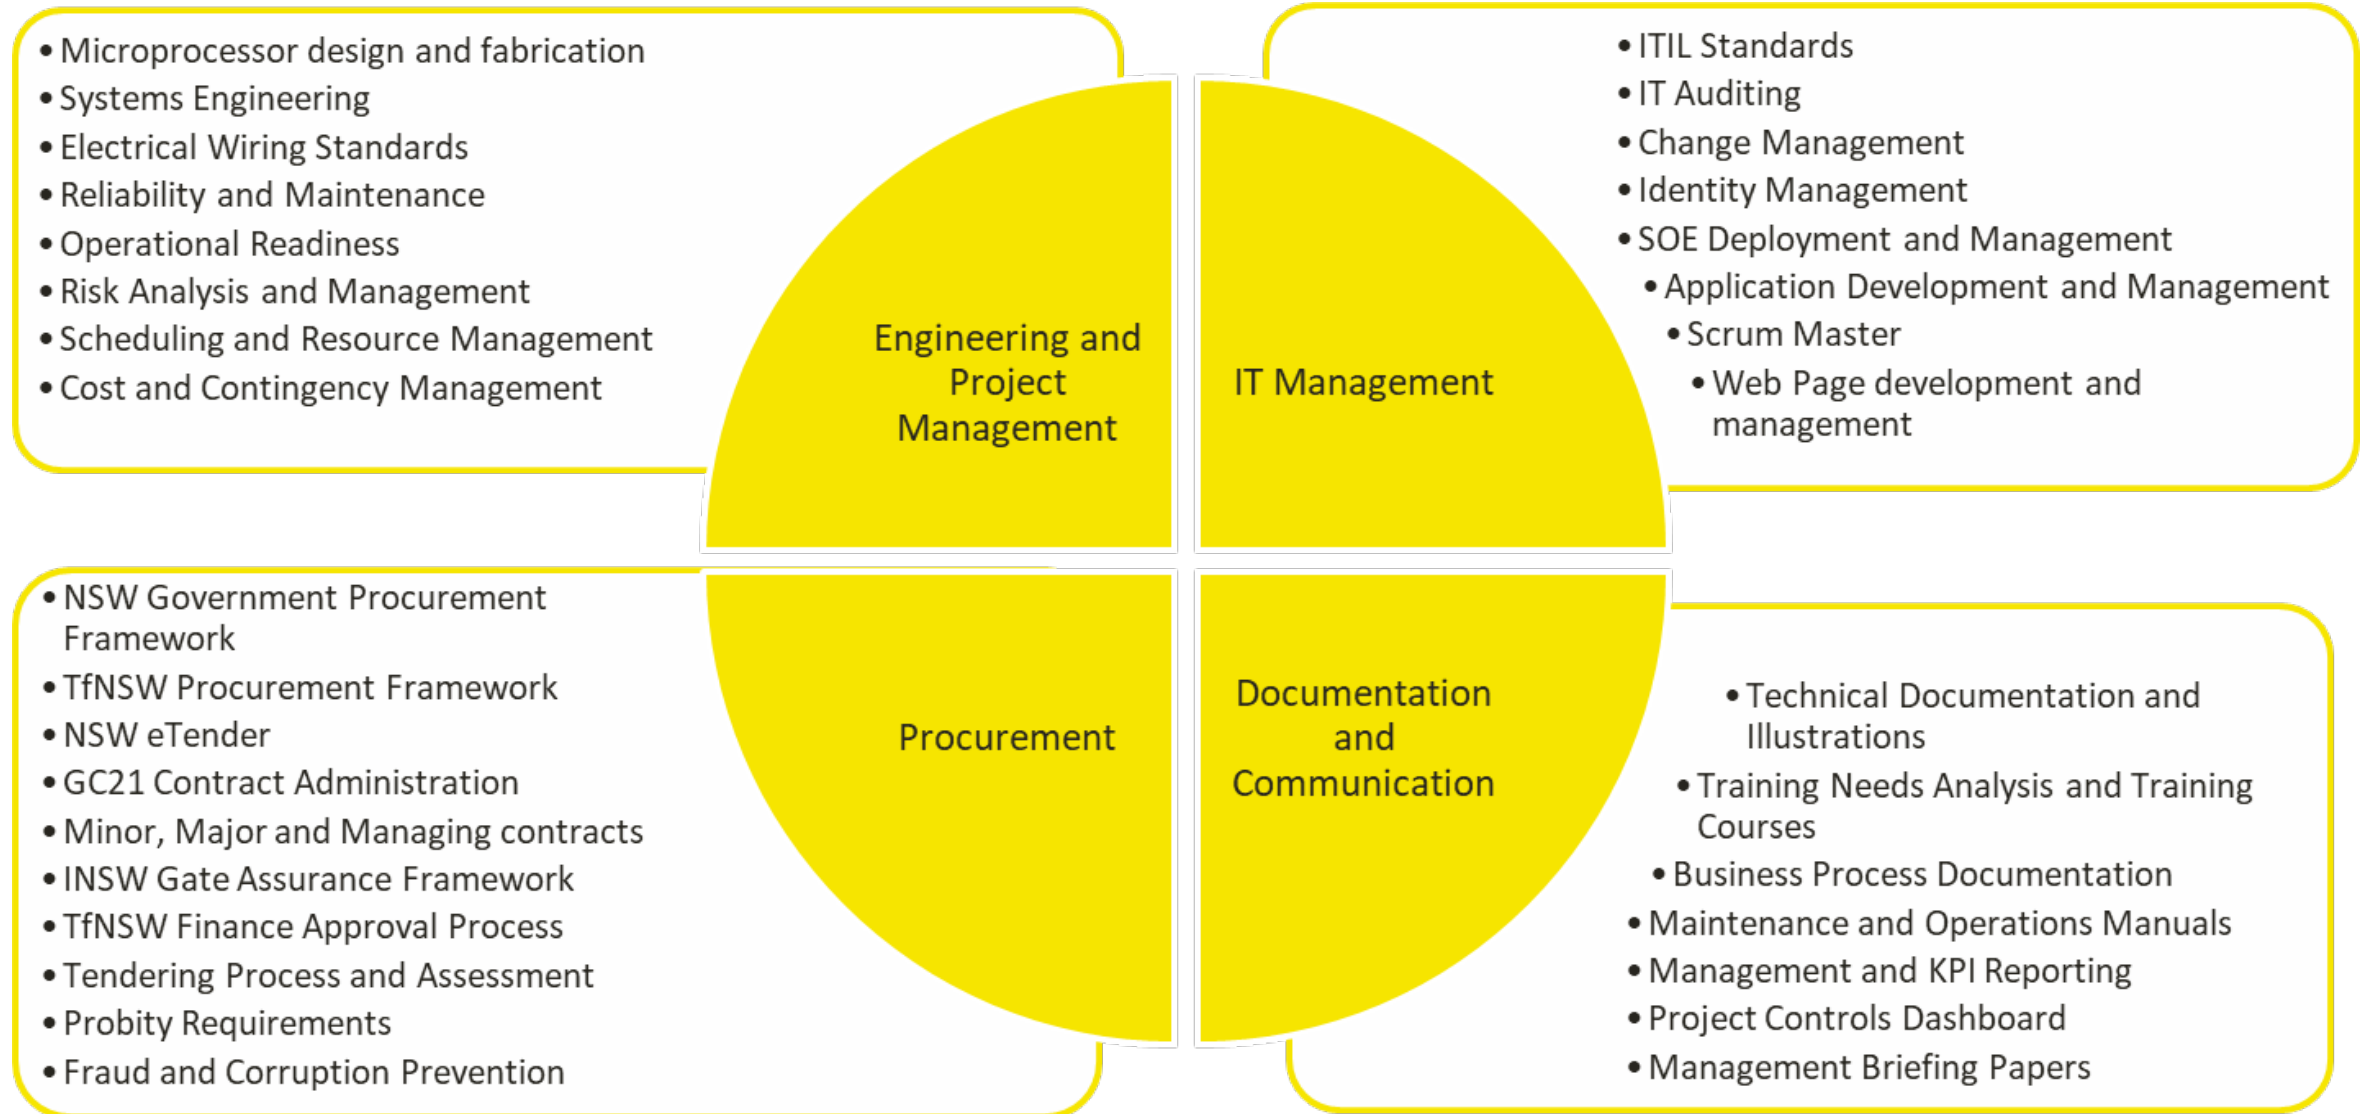 • Microprocessor design and fabrication
• Systems Engineering
• Electrical Wiring Standards
• Reliability and Maintenance
• Operational Readiness
• Risk Analysis and Management
• Scheduling and Resource Management
• Cost and Contingency Management
Engineering and
Project
Management
• ITIL Standards
• IT Auditing
• Change Management
• Identity Management
• SOE Deployment and Management
• Application Development and Management
• Scrum Master
• Web Page development and
management
IT Management
• NSW Government Procurement
Framework
• TfNSW Procurement Framework
• NSW eTender
• GC21 Contract Administration
• Minor, Major and Managing contracts
• INSW Gate Assurance Framework
• TfNSW Finance Approval Process
• Tendering Process and Assessment
• Probity Requirements
• Fraud and Corruption Prevention
Procurement
Documentation
and
Communication
• Technical Documentation and
Illustrations
• Training Needs Analysis and Training
Courses
• Business Process Documentation
• Maintenance and Operations Manuals
• Management and KPI Reporting
• Project Controls Dashboard
• Management Briefing Papers